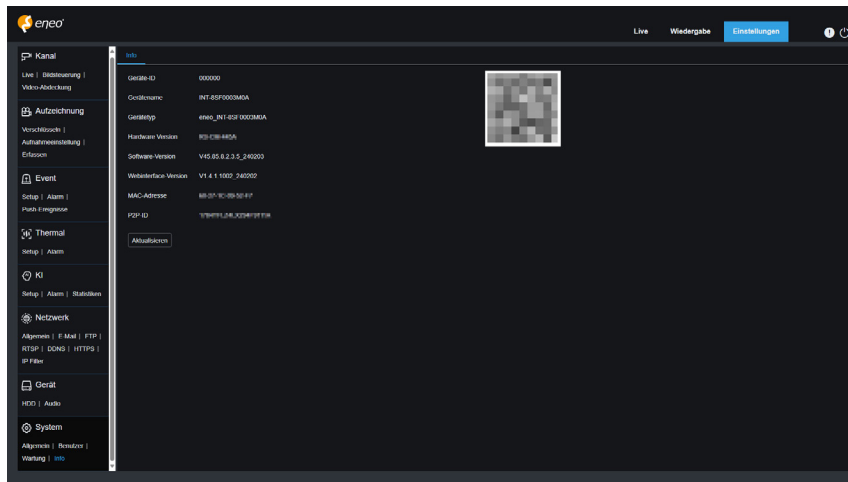 eneo
Live Wiedergabe Einstellungen
Kanal
Live | Bildsteuerung |
Video-Abdeckung
Aufzeichnung
Verschlüsseln |
Aufnahmeeinstellung |
Erfassen
Event
Setup | Alarm |
Push-Ereignisse
Thermal
Setup | Alarm
KI
Setup | Alarm | Statistiken
Netzwerk
Allgemein | E-Mail | FTP |
RTSP | DDNS | HTTPS |
IP Filter
Gerät
HDD | Audio
System
Allgemein | Benutzer |
Wartung | Info
Info
Geräte-ID 000000
Gerätename INT-8SF0003M0A
Gerätetyp eneo_INT-8SF0003M0A
Hardware Version
Software-Version V45.85.8.2.3.5_240203
Webinterface-Version V1.4.1.1002_240202
MAC-Adresse
P2P-ID
Aktualisieren